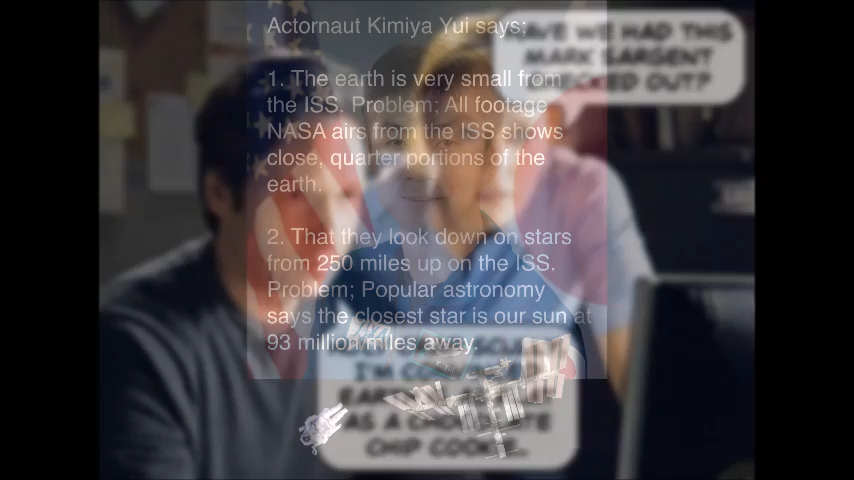 Actornaut Kimiya Yui says;
HAVE WE HAD THIS
MARK SARGENT
CHECKED OUT?
1. The earth is very small from
the ISS. Problem; All footage
NASA airs from the ISS shows
close, quarter portions of the
earth.
2. That they look down on stars
from 250 miles up on the ISS.
Problem; Popular astronomy
says the closest star is our sun at
93 million miles away.
I'M
AS A CHOCOLATE
CHIP COOKIE..